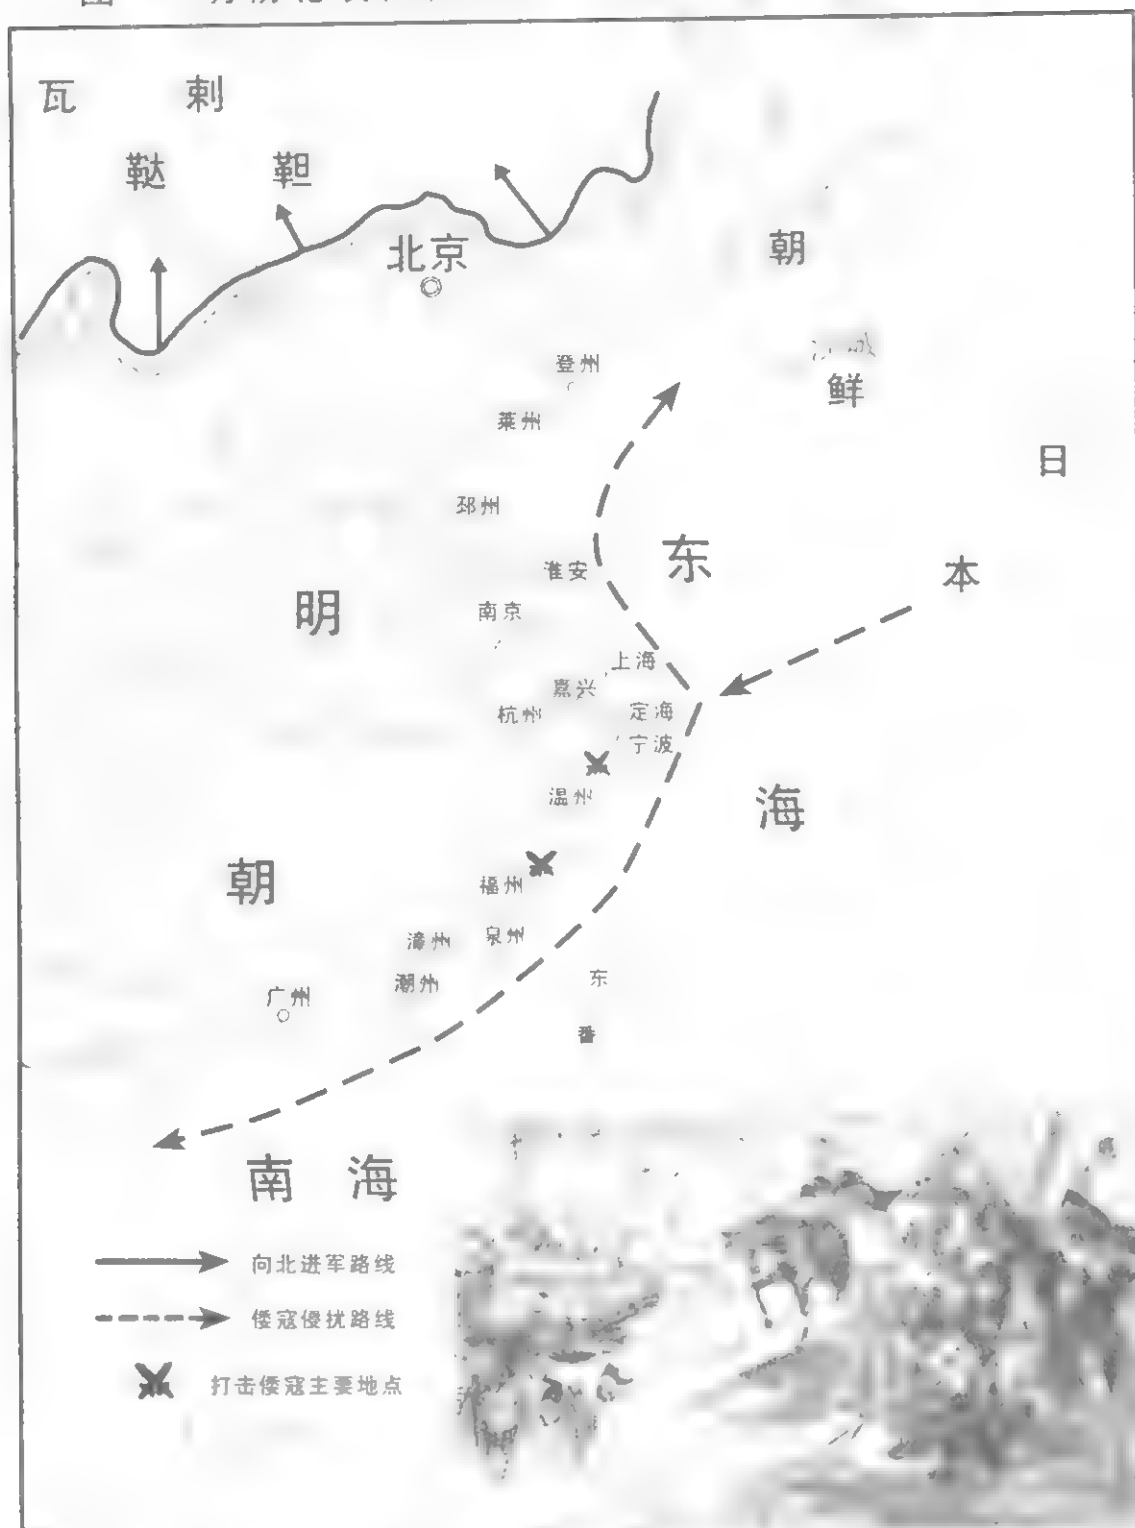 瓦剌
鞑靼
北京
朝鲜
登州
莱州
日本
邳州
淮安
东海
明朝
南京
上海
嘉兴
杭州
定海
宁波
温州
福州
泉州
漳州
潮州
广州
东番
南海
向北进军路线
倭寇侵扰路线
打击倭寇主要地点